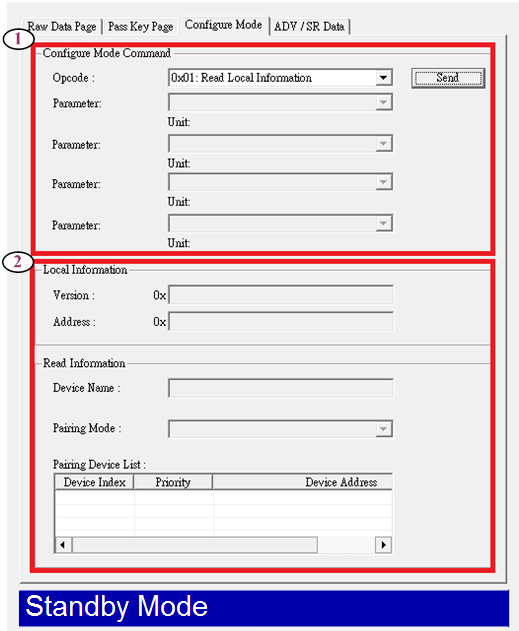 Raw Data Page Pass Key Page Configure Mode ADV / SR Data
1
Configure Mode Command
Opcode : 0x01: Read Local Information Send
Parameter:
Unit:
Parameter:
Unit:
Parameter:
Unit:
Parameter:
Unit:
2
Local Information
Version : 0x
Address : 0x
Read Information
Device Name :
Pairing Mode :
Pairing Device List :
Device Index Priority Device Address
Standby Mode